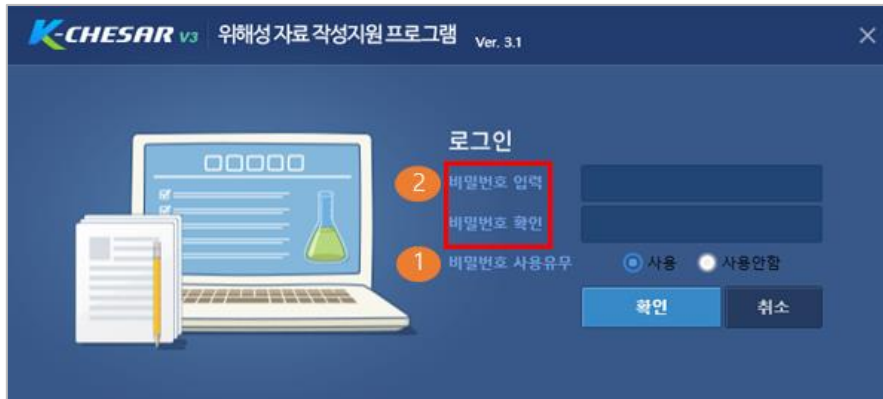 K-CHESAR V3 위해성 자료 작성지원 프로그램 Ver. 3.1
로그인
2 비밀번호 입력
비밀번호 확인
1 비밀번호 사용유무 사용 사용안함
확인 취소